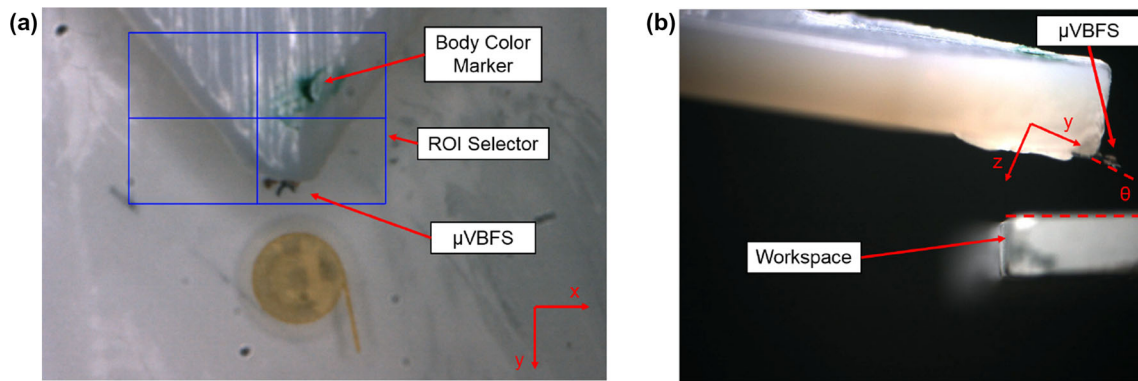 (a)
Body Color
Marker
ROI Selector
µVBFS
x
y
(b)
µVBFS
y
z
θ
Workspace